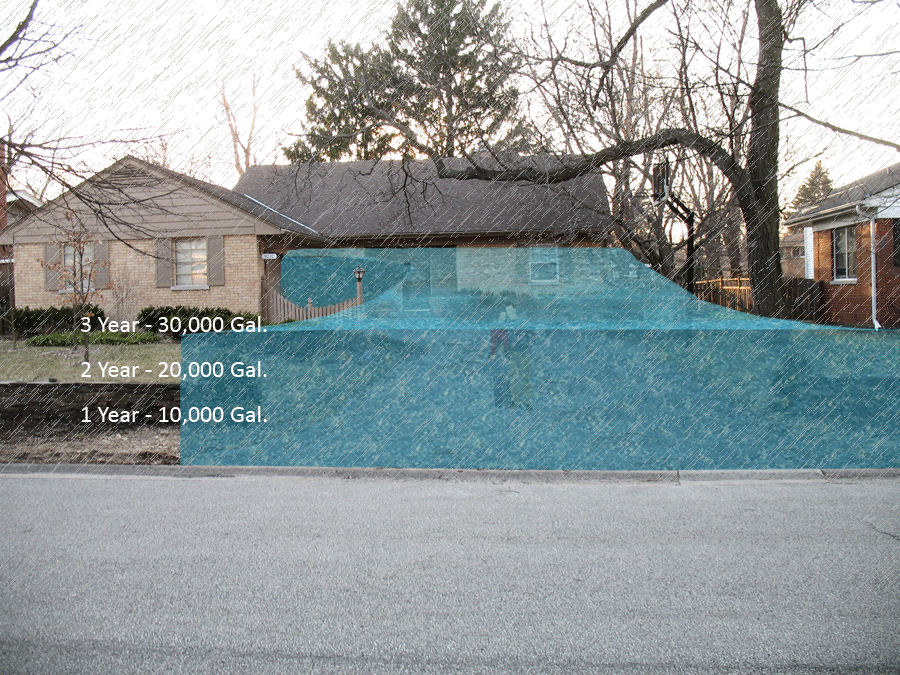 3 Year - 30,000 Gal.
2 Year - 20,000 Gal.
1 Year - 10,000 Gal.